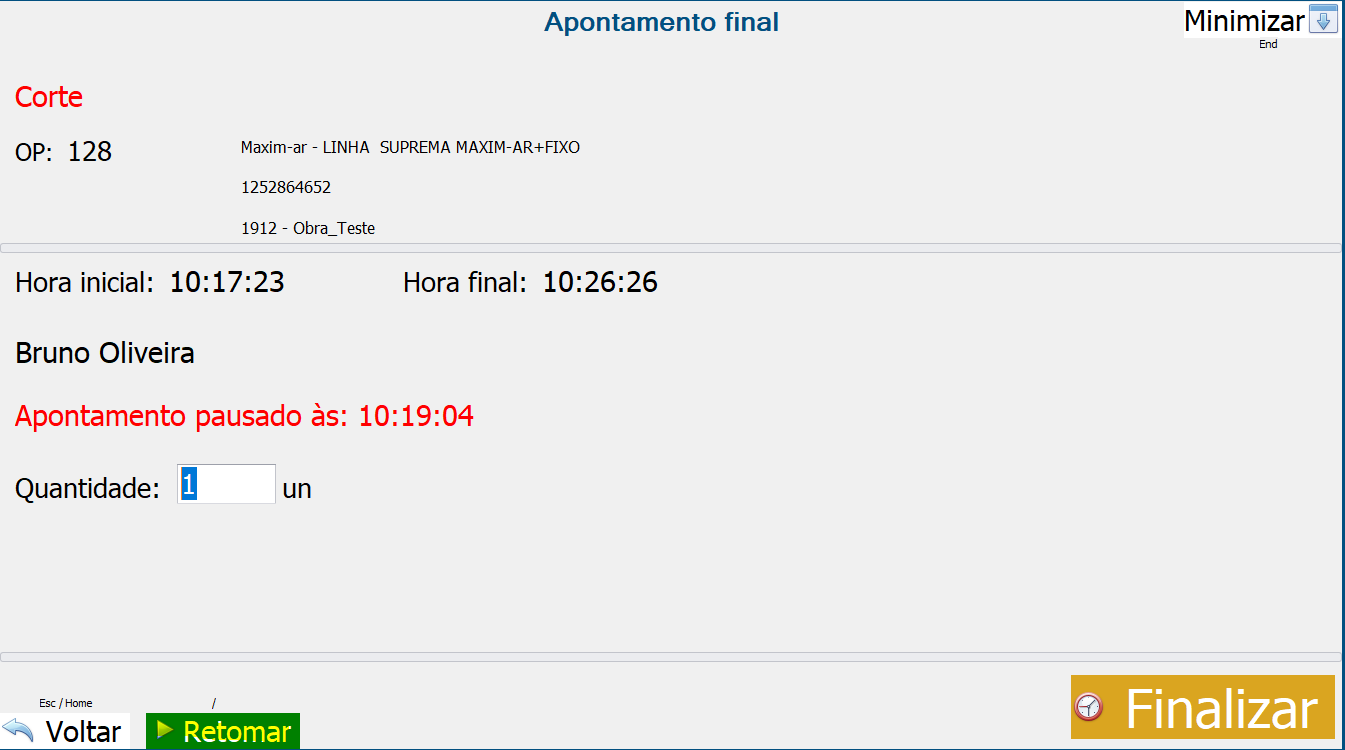 Apontamento final
Minimizar
End
Corte
OP: 128
Maxim-ar - LINHA  SUPREMA MAXIM-AR+FIXO
1252864652
1912 - Obra_Teste
Hora inicial: 10:17:23
Hora final: 10:26:26
Bruno Oliveira
Apontamento pausado às: 10:19:04
Quantidade: 1 un
Esc / Home
/
Voltar
Retomar
Finalizar